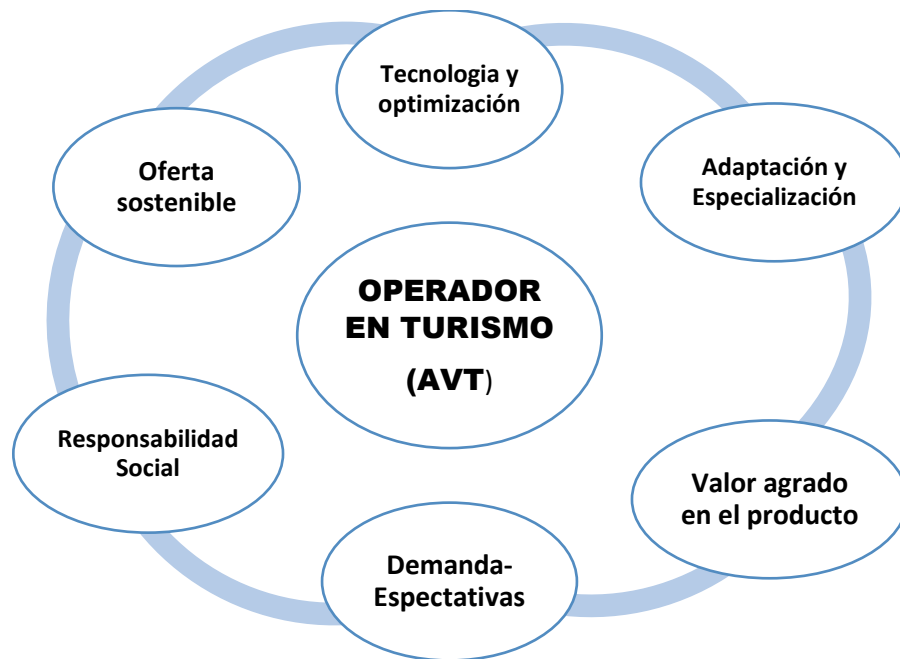 Tecnologia y
optimización
Adaptación y
Especialización
Oferta
sostenible
OPERADOR
EN TURISMO
(AVT)
Responsabilidad
Social
Valor agrado
en el producto
Demanda-
Espectativas